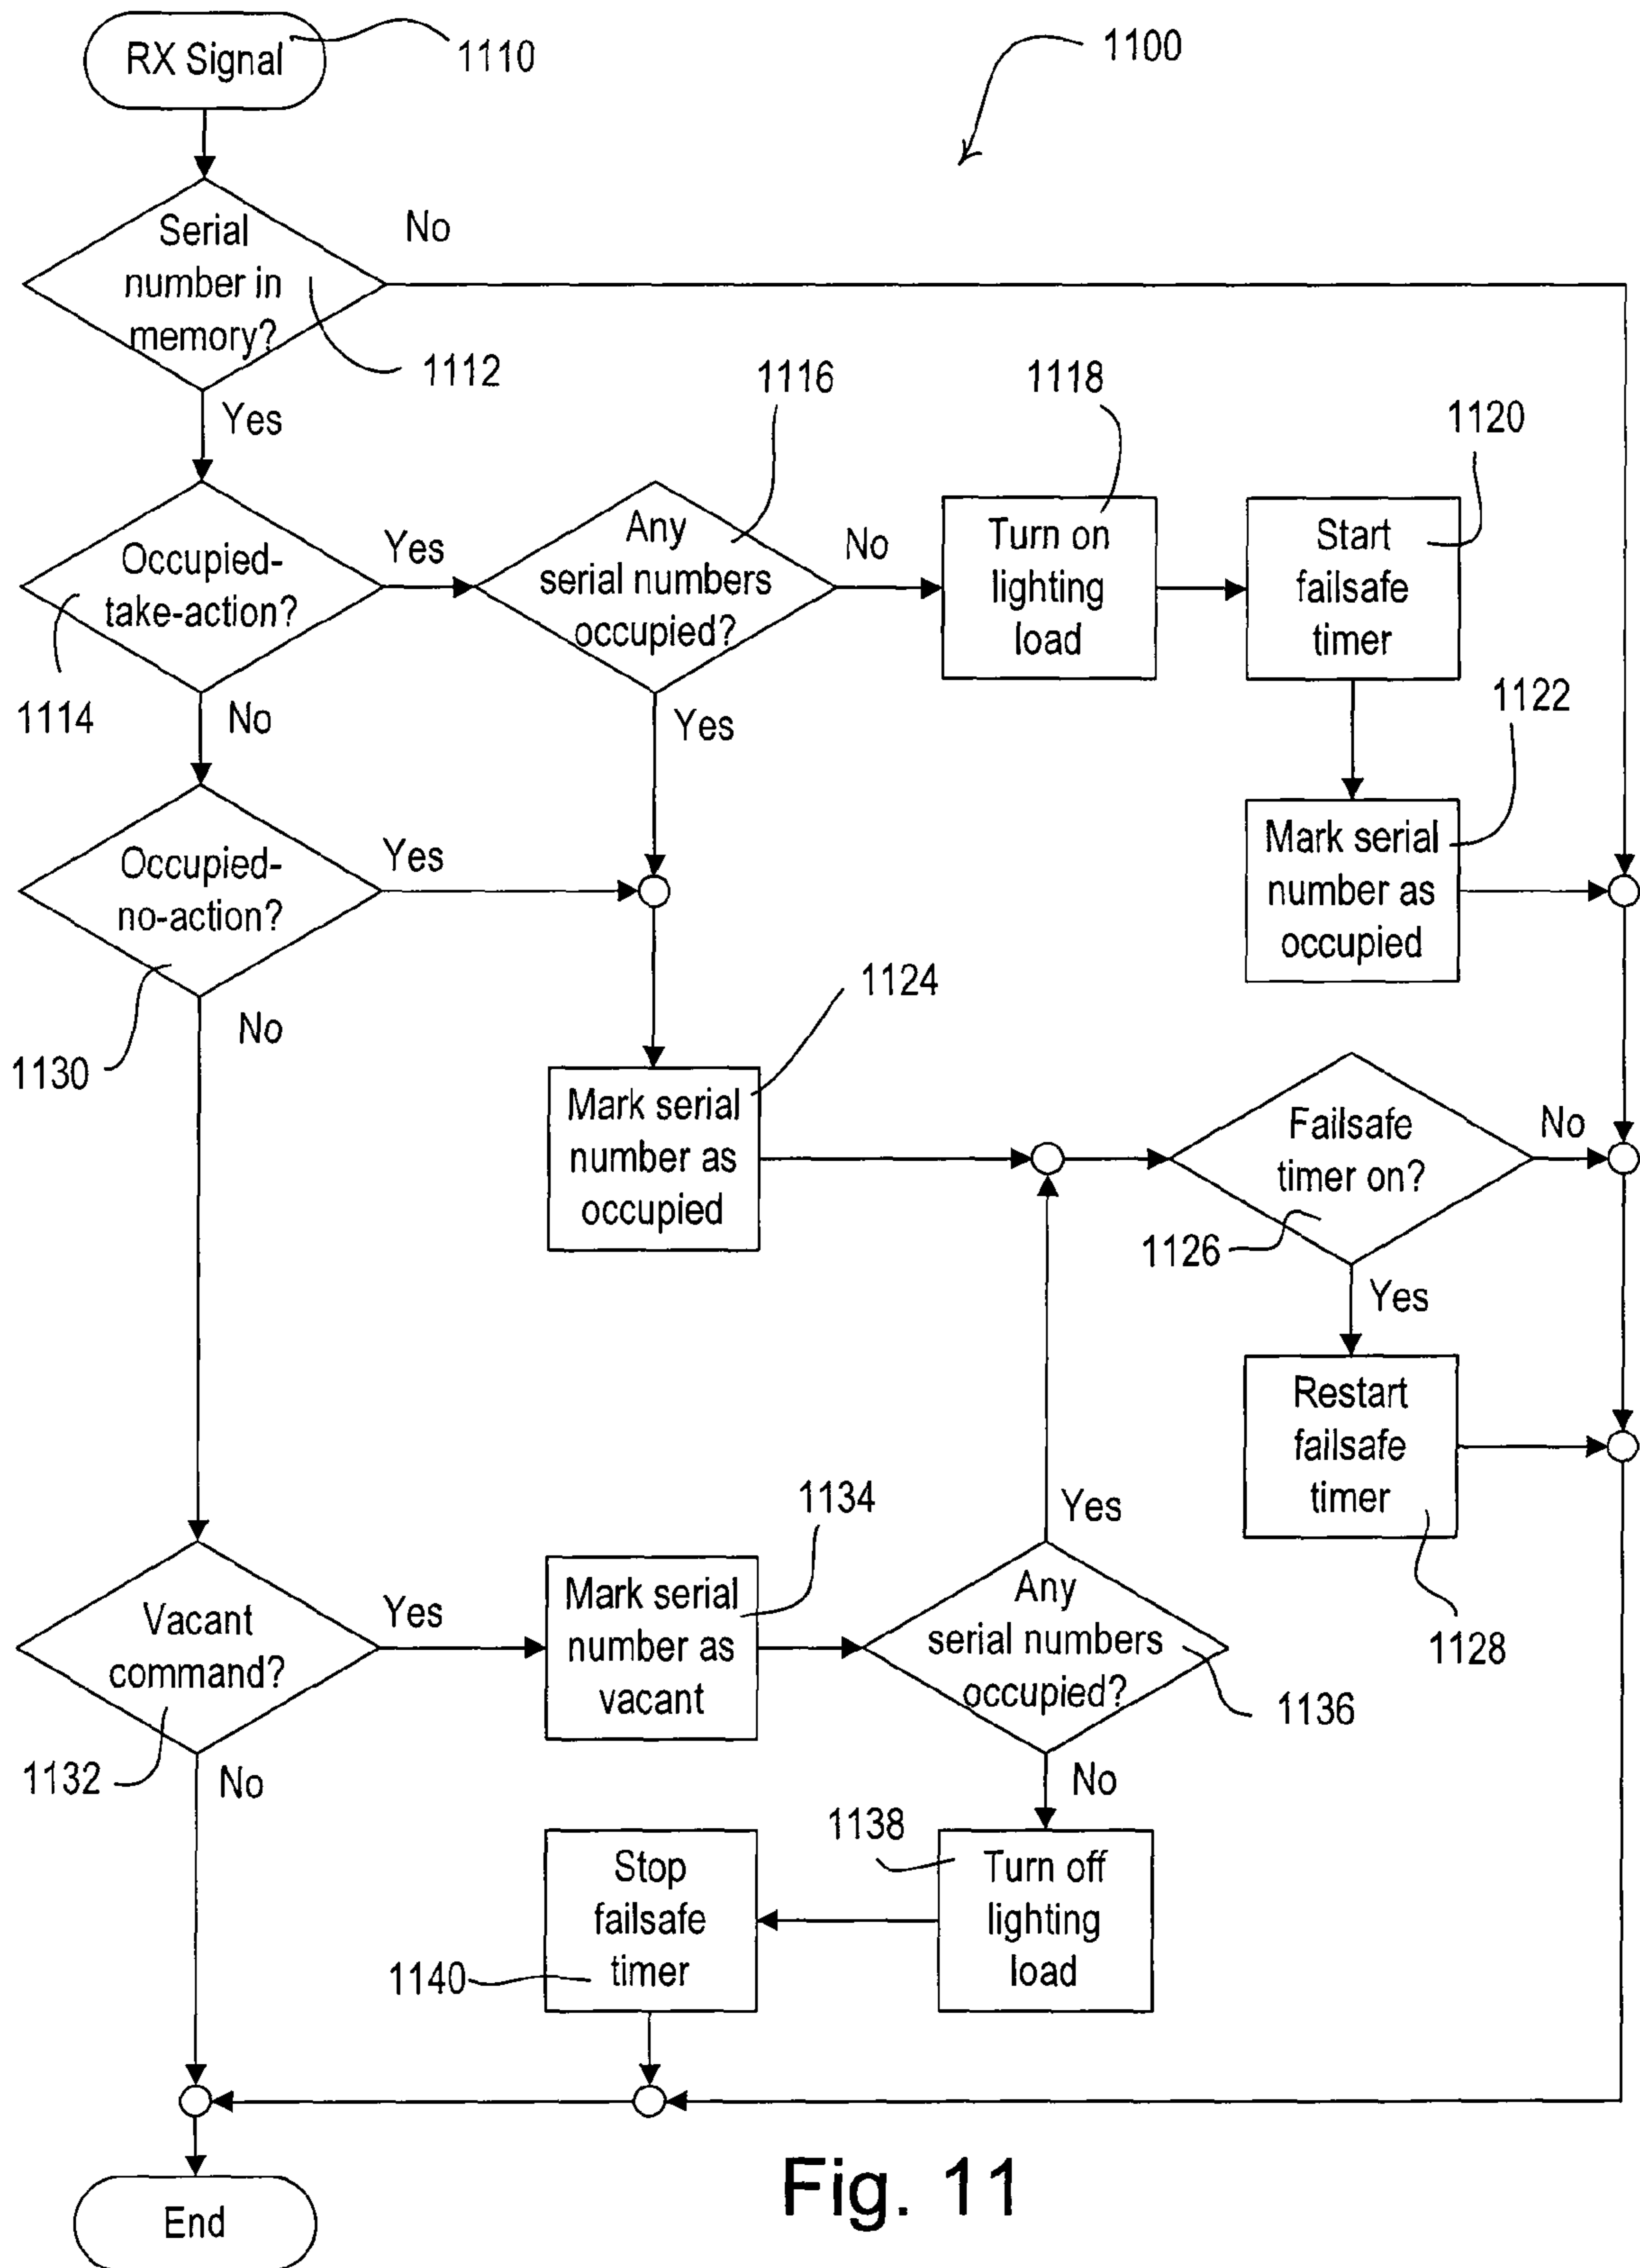 RX Signal
1110
1100
Serial
number in
memory?
No
1112
Yes
1116
1118
1120
Occupied-
take-action?
Yes
1114
No
Any
serial numbers
occupied?
No
Yes
Turn on
lighting
load
Start
failsafe
timer
1122
Mark serial
number as
occupied
Occupied-
no-action?
Yes
1130
No
1124
Mark serial
number as
occupied
Failsafe
timer on?
No
1126
Yes
Restart
failsafe
timer
1128
1134
Vacant
command?
Yes
1132
No
Mark serial
number as
vacant
Yes
Any
serial numbers
occupied?
1136
No
1138
Turn off
lighting
load
Stop
failsafe
timer
1140
End
Fig. 11